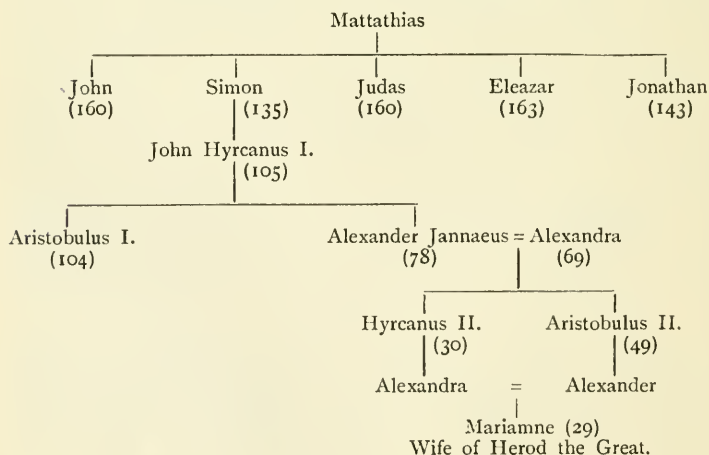 Mattathias
John Simon Judas Eleazar Jonathan
(160) (135) (160) (163) (143)
John Hyrcanus I.
(105)
Aristobulus I. Alexander Jannaeus = Alexandra
(104) (78) (69)
Hyrcanus II. Aristobulus II.
(30) (49)
Alexandra = Alexander
Mariamne (29)
Wife of Herod the Great.